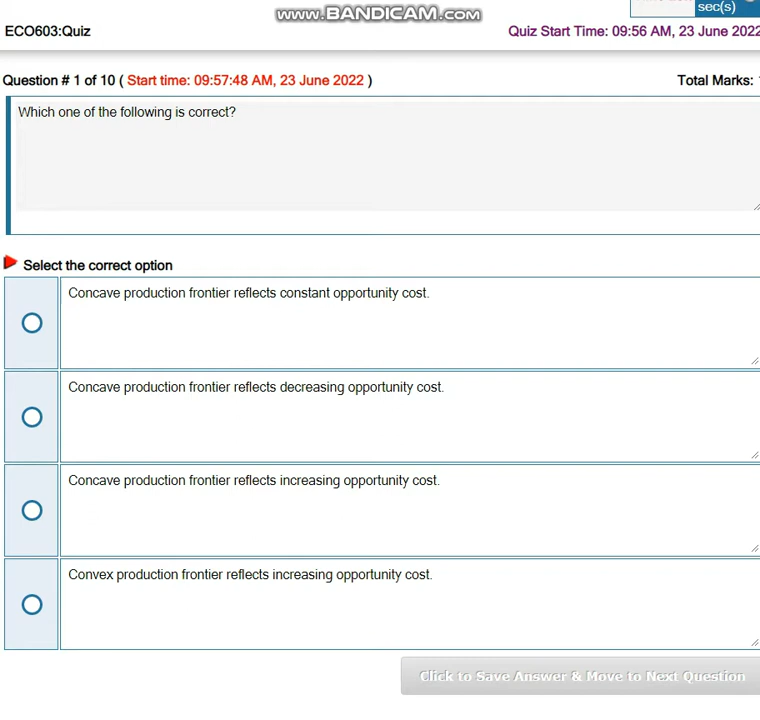 www.BANDICAM.com
sec(s)
ECO603:Quiz
Quiz Start Time: 09:56 AM, 23 June 2022
Question # 1 of 10 ( Start time: 09:57:48 AM, 23 June 2022 )
Total Marks:
Which one of the following is correct?
Select the correct option
Concave production frontier reflects constant opportunity cost.
Concave production frontier reflects decreasing opportunity cost.
Concave production frontier reflects increasing opportunity cost.
Convex production frontier reflects increasing opportunity cost.
Click to Save Answer & Move to Next Question